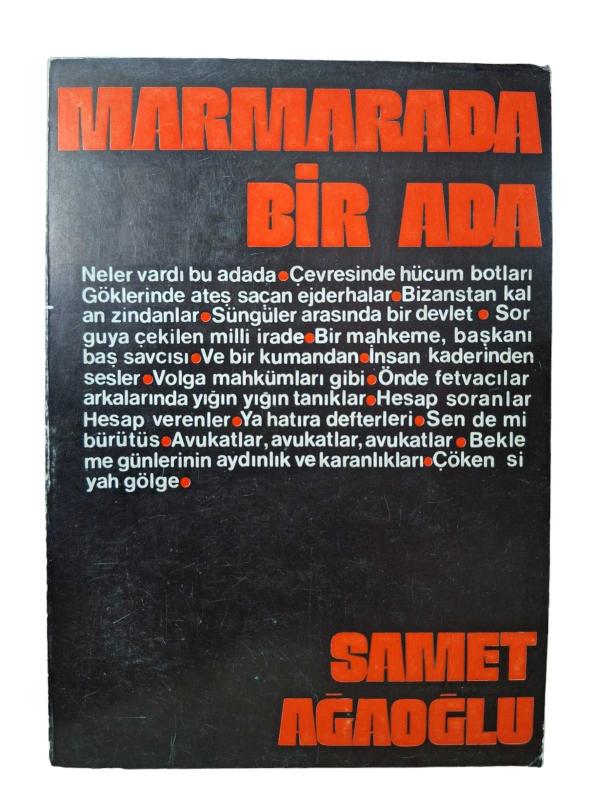 MARMARADA
BİR ADA
Neler vardı bu adada●Çevresinde hücum botları
Göklerinde ateş saçan ejderhalar●Bizanstan kal
an zindanlar●Süngüler arasında bir devlet ● Sor
guya çekilen milli irade●Bir mahkeme, başkanı
baş savcısı●Ve bir kumandan●İnsan kaderinden
sesler●Volga mahkümları gibi●Önde fetvacılar
arkalarında yığın yığın tanıklar●Hesap soranlar
Hesap verenler●Ya hatıra defterleri●Sen de mi
bürütüs●Avukatlar, avukatlar, avukatlar ●Bekle
me günlerinin aydınlık ve karanlıkları●Çöken si
yah gölge●
SAMET
AĞAOĞLU